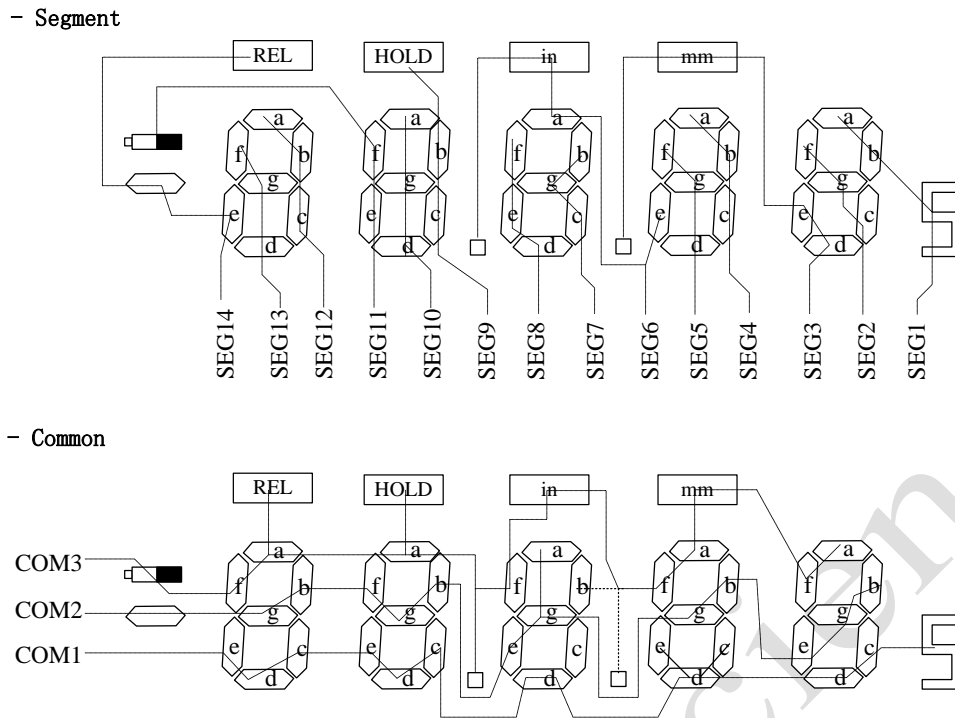 - Segment
REL HOLD in mm
a a a a a
f b f b f b f b f b
g g g g g
e c e c e c e c e c
d d d d d
SEG14 SEG13 SEG12 SEG11 SEG10 SEG9 SEG8 SEG7 SEG6 SEG5 SEG4 SEG3 SEG2 SEG1
- Common
REL HOLD in mm
a a a a a
COM3
f b f b f b f b f b
COM2
g g g g g
COM1
e c e c e c e c e c
d d d d d